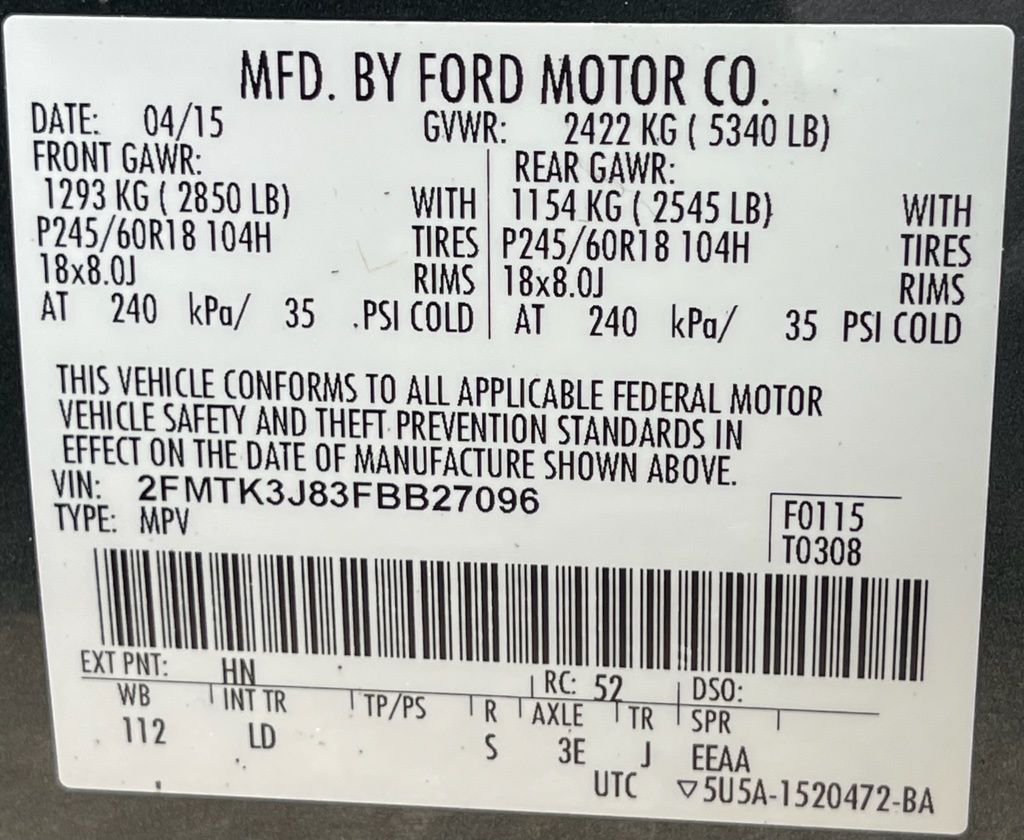 MFD. BY FORD MOTOR CO.
DATE: 04/15 GVWR: 2422 KG ( 5340 LB)
FRONT GAWR: REAR GAWR:
1293 KG ( 2850 LB) WITH 1154 KG ( 2545 LB) WITH
P245/60R18 104H TIRES P245/60R18 104H TIRES
18x8.0J RIMS 18x8.0J RIMS
AT 240 kPa/ 35 .PSI COLD AT 240 kPa/ 35 PSI COLD
THIS VEHICLE CONFORMS TO ALL APPLICABLE FEDERAL MOTOR
VEHICLE SAFETY AND THEFT PREVENTION STANDARDS IN
EFFECT ON THE DATE OF MANUFACTURE SHOWN ABOVE.
VIN: 2FMTK3J83FBB27096
TYPE: MPV
F0115
T0308
EXT PNT: HN RC: 52 DSO:
WB INT TR TP/PS R AXLE TR SPR
112 LD S 3E J EEAA
UTC ▽5U5A-1520472-BA